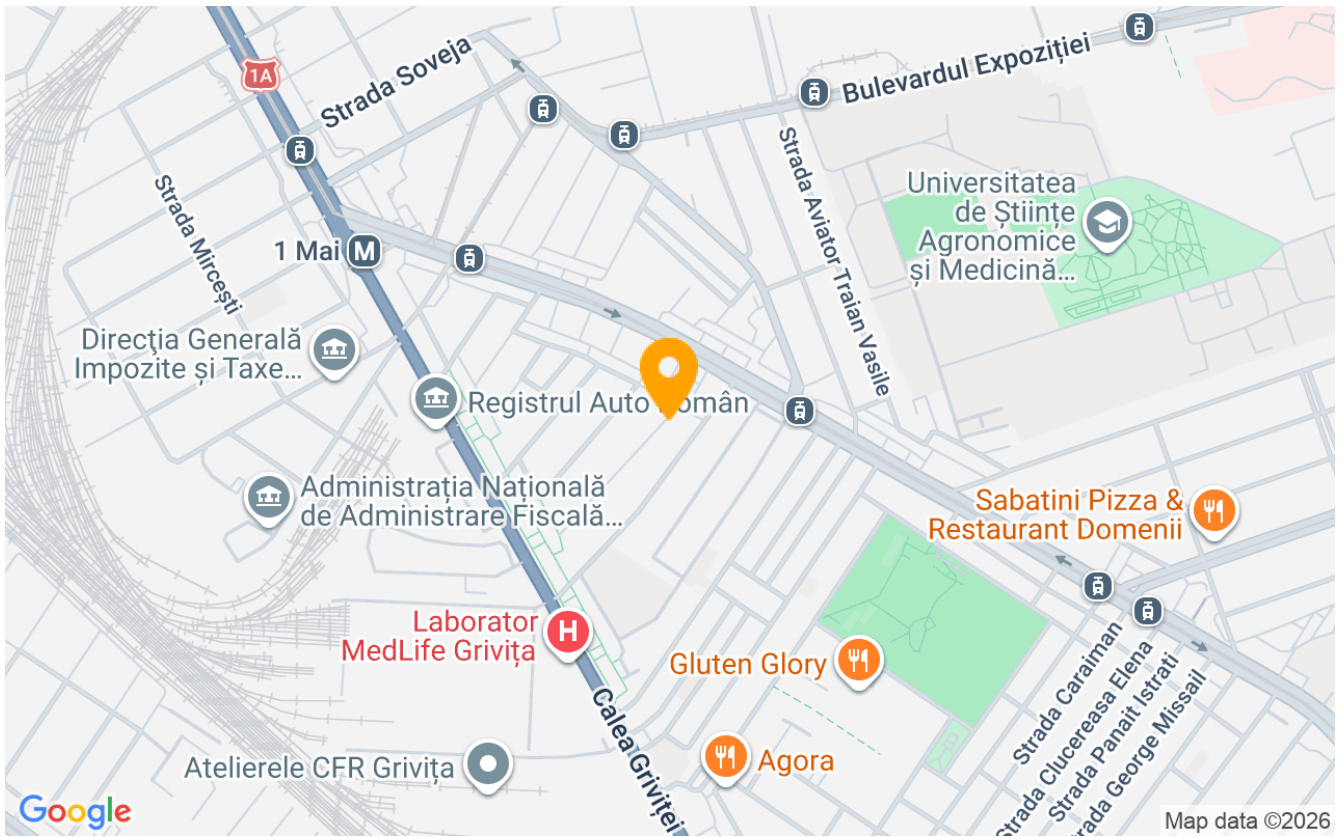 1A
Strada Soveja
Bulevardul Expoziției
Strada Mircești
1 Mai
M
Strada Aviator Traian Vasile
Universitatea
de Științe
Agronomice
și Medicină...
Direcţia Generală
Impozite și Taxe...
Registrul Auto Român
Administrația Națională
de Administrare Fiscală...
Sabatini Pizza &
Restaurant Domenii
Laborator
MedLife Grivița
H
Gluten Glory
Calea Griviței
Agora
Atelierele CFR Grivița
Strada Caraiman
Strada Clucereasa Elena
Strada Panait Istrati
Strada George Missail
Google
Map data ©2026